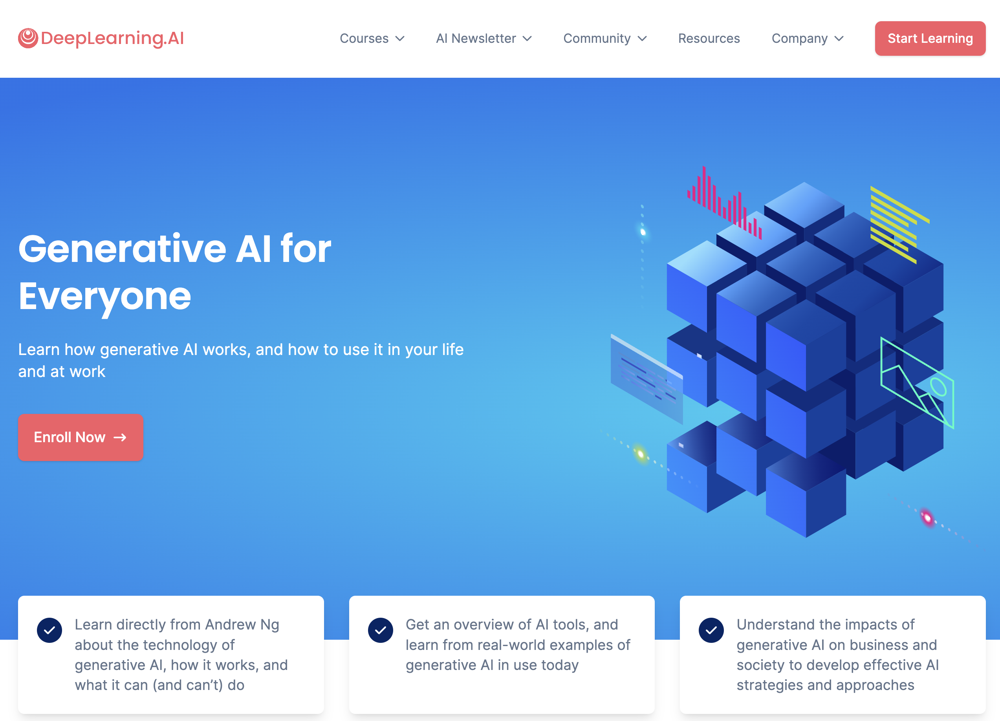 DeepLearning.AI
Courses
AI Newsletter
Community
Resources
Company
Start Learning
Generative AI for
Everyone
Learn how generative AI works, and how to use it in your life
and at work
Enroll Now →
Learn directly from Andrew Ng
about the technology of
generative AI, how it works, and
what it can (and can’t) do
Get an overview of AI tools, and
learn from real-world examples of
generative AI in use today
Understand the impacts of
generative AI on business and
society to develop effective AI
strategies and approaches